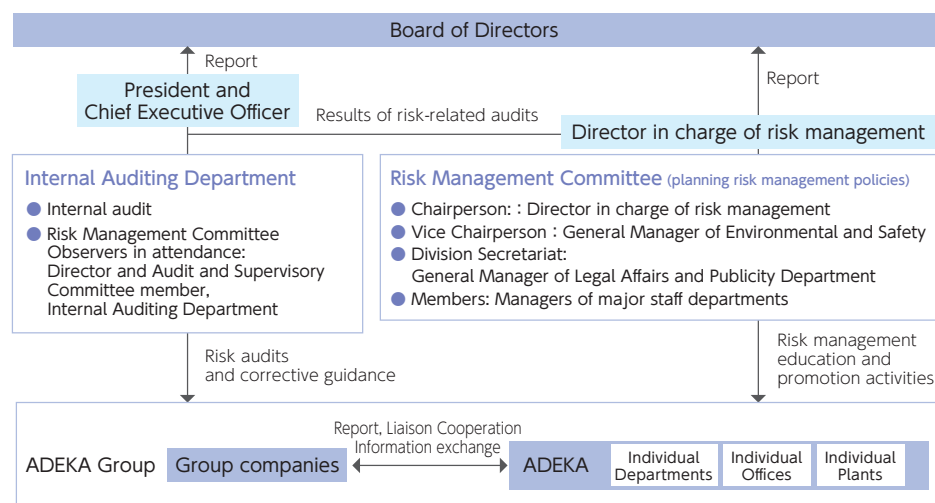 Board of Directors
Report
Report
President and
Chief Executive Officer
Results of risk-related audits
Director in charge of risk management
Internal Auditing Department
● Internal audit
● Risk Management Committee
Observers in attendance:
Director and Audit and Supervisory
Committee member,
Internal Auditing Department
Risk Management Committee (planning risk management policies)
● Chairperson: : Director in charge of risk management
● Vice Chairperson : General Manager of Environmental and Safety
● Division Secretariat:
General Manager of Legal Affairs and Publicity Department
● Members: Managers of major staff departments
Risk audits
and corrective guidance
Risk management
education and
promotion activities
ADEKA Group
Group companies
Report, Liaison Cooperation
Information exchange
ADEKA
Individual
Departments
Individual
Offices
Individual
Plants